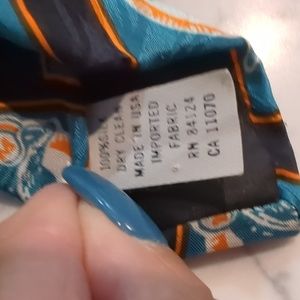 100% SILK
DRY CLEAN
MADE IN USA
IMPORTED
FABRIC
RN 84124
CA 11070